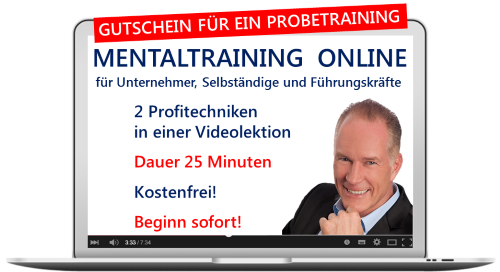 GUTSCHEIN FÜR EIN PROBETRAINING
MENTALTRAINING ONLINE
für Unternehmer, Selbständige und Führungskräfte
2 Profitechniken
in einer Videolektion
Dauer 25 Minuten
Kostenfrei!
Beginn sofort!
3:33 / 7:34